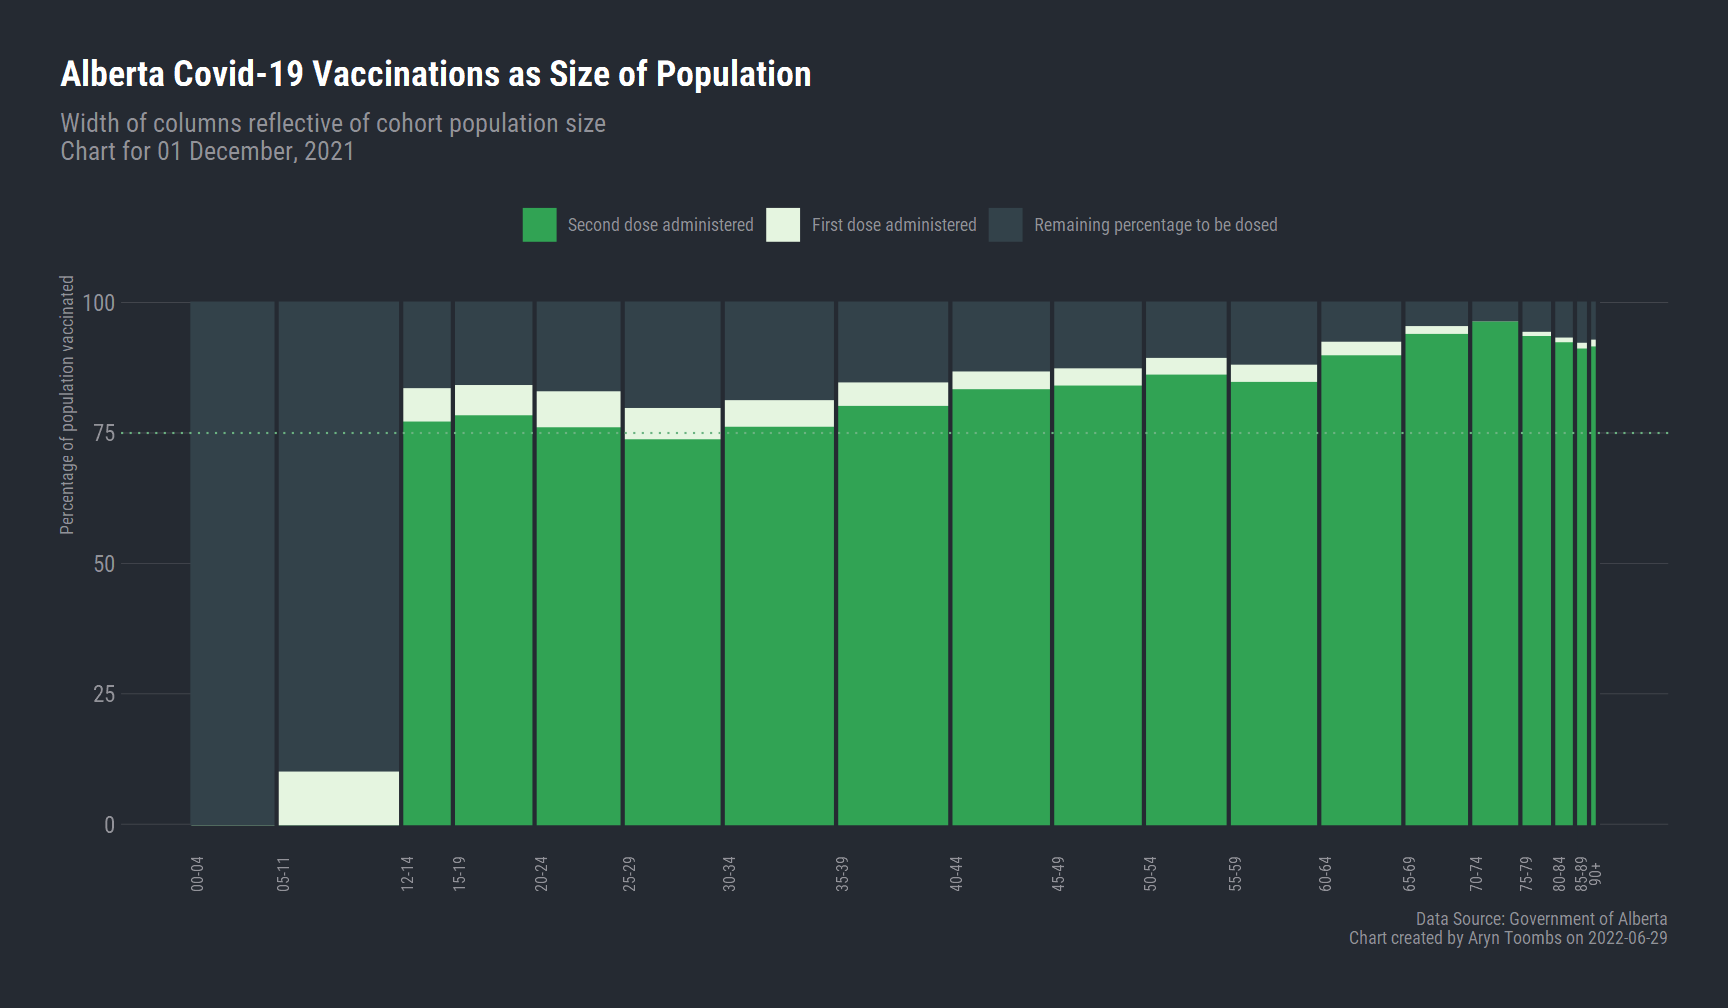 Alberta Covid-19 Vaccinations as Size of Population
Width of columns reflective of cohort population size
Chart for 01 December, 2021
Second dose administered
First dose administered
Remaining percentage to be dosed
Percentage of population vaccinated
100
75
50
25
0
00-04
05-11
12-14
15-19
20-24
25-29
30-34
35-39
40-44
45-49
50-54
55-59
60-64
65-69
70-74
75-79
80-84
85-89
90+
Data Source: Government of Alberta
Chart created by Aryn Toombs on 2022-06-29